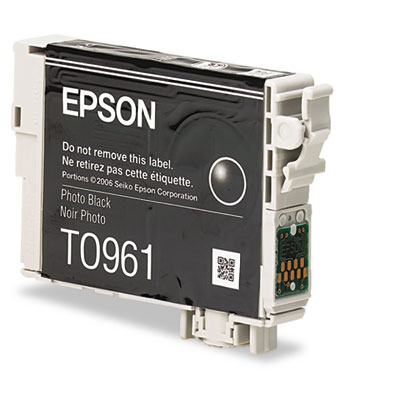 EPSON
Do not remove this label.
Ne retirez pas cette étiquette.
Portions ©2006 Seiko Epson Corporation
Photo Black
Noir Photo
T0961